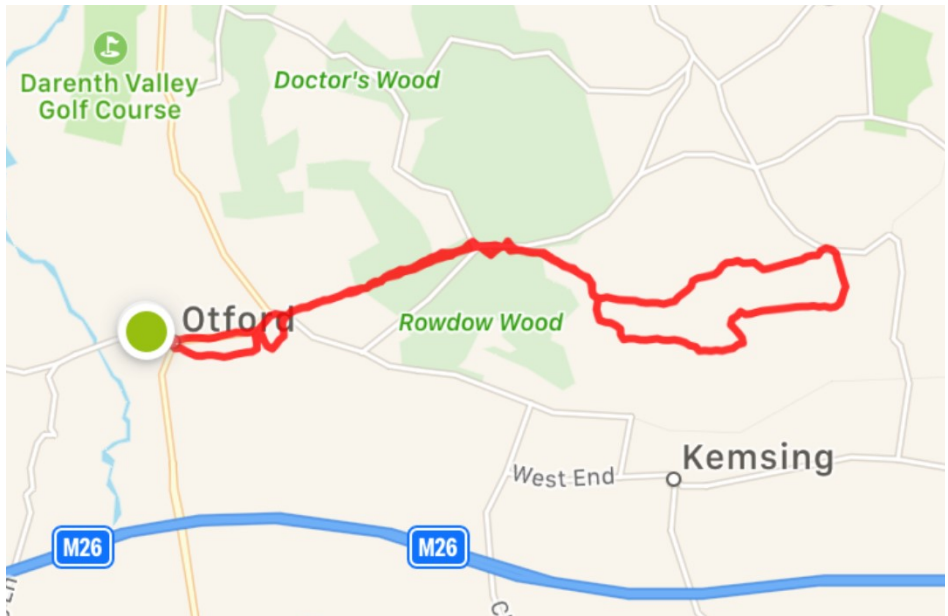 Darenth Valley
Golf Course
Doctor's Wood
Otford
Rowdow Wood
Kemsing
West End
M26
M26